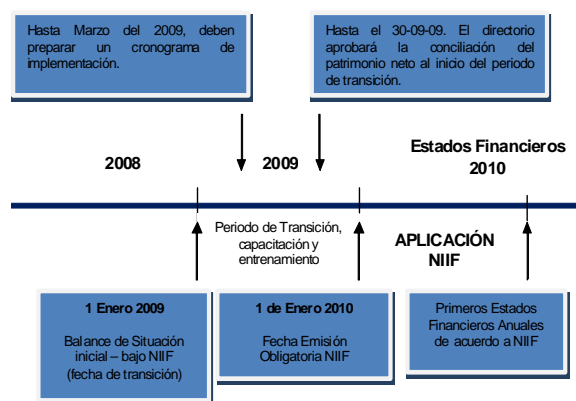 Hasta Marzo del 2009, deben
preparar un cronograma de
implementación.
Hasta el 30-09-09. El directorio
aprobará la conciliación del
patrimonio neto al inicio del periodo
de transición.
2008
2009
Estados Financieros
2010
Periodo de Transición,
capacitación y
entrenamiento
APLICACIÓN
NIIF
1 Enero 2009
Balance de Situación
inicial – bajo NIIF
(fecha de transición)
1 de Enero 2010
Fecha Emisión
Obligatoria NIIF
Primeros Estados
Financieros Anuales
de acuerdo a NIIF